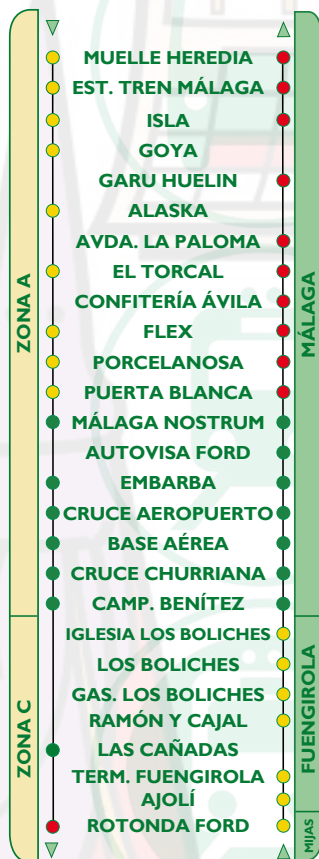 MUELLE HEREDIA
EST. TREN MÁLAGA
ISLA
GOYA
GARU HUELIN
ALASKA
AVDA. LA PALOMA
EL TORCAL
CONFITERÍA ÁVILA
FLEX
PORCELANOSA
PUERTA BLANCA
MÁLAGA NOSTRUM
AUTOVISA FORD
EMBARBA
CRUCE AEROPUERTO
BASE AÉREA
CRUCE CHURRIANA
CAMP. BENÍTEZ
IGLESIA LOS BOLICHES
LOS BOLICHES
GAS. LOS BOLICHES
RAMÓN Y CAJAL
LAS CAÑADAS
TERM. FUENGIROLA
AJOLÍ
ROTONDA FORD
ZONA A
ZONA C
MÁLAGA
FUENGIROLA
MIJAS